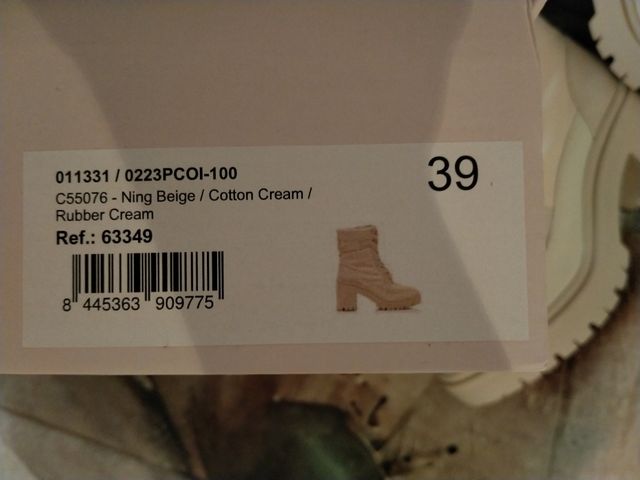 011331 / 0223PCOI-100
39
C55076 - Ning Beige / Cotton Cream /
Rubber Cream
Ref.: 63349
8 445363 909775